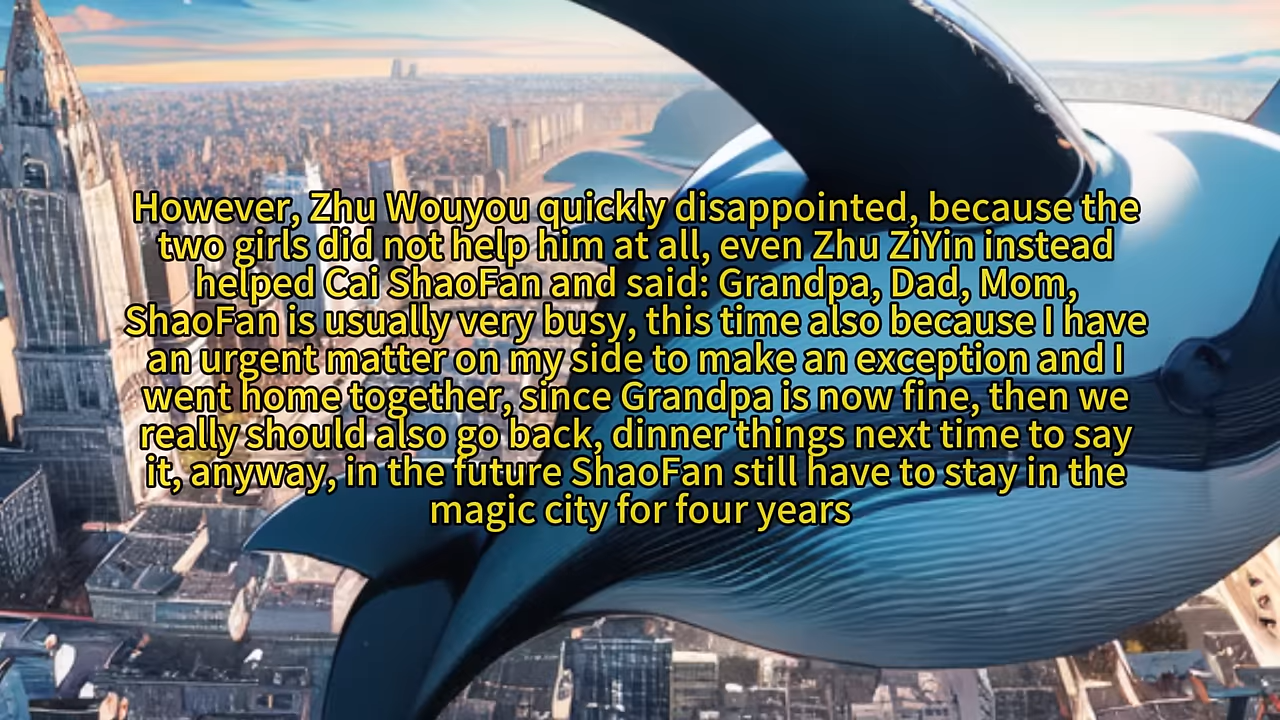 However, Zhu Wouyou quickly disappointed, because the
two girls did not help him at all, even Zhu ZiYin instead
helped Cai ShaoFan and said: Grandpa, Dad, Mom,
ShaoFan is usually very busy, this time also because I have
an urgent matter on my side to make an exception and I
went home together, since Grandpa is now fine, then we
really should also go back, dinner things next time to say
it, anyway, in the future ShaoFan still have to stay in the
magic city for four years